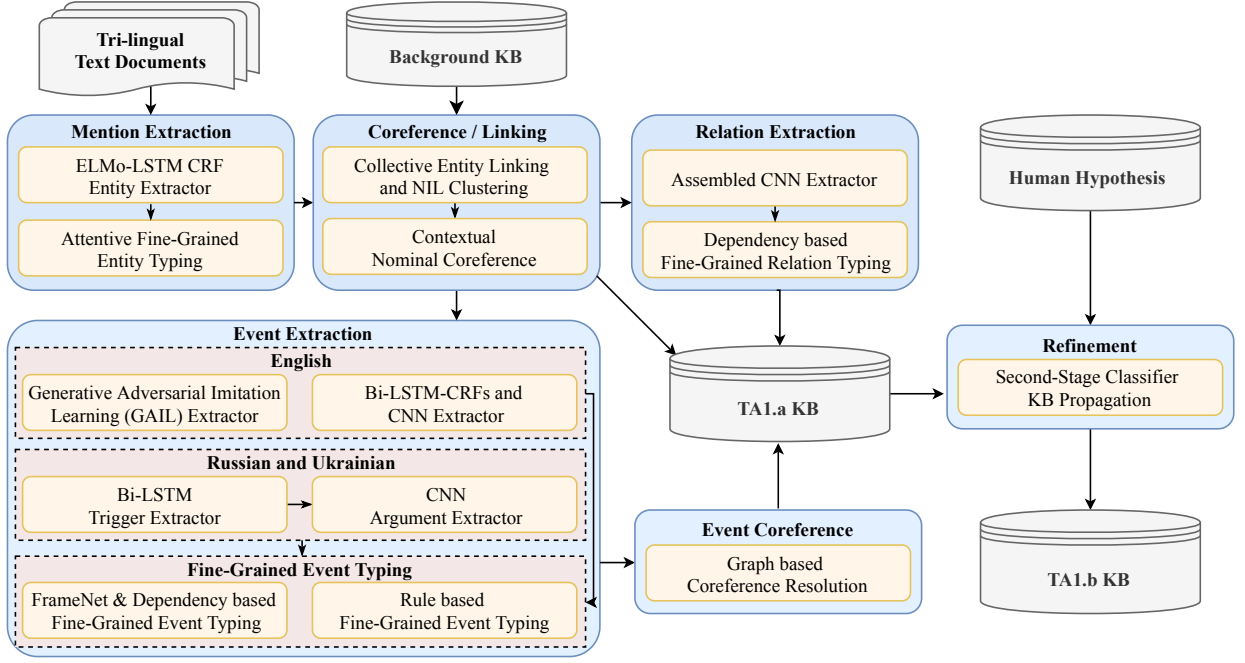 Tri-lingual
Text Documents
Background KB
Mention Extraction
ELMo-LSTM CRF
Entity Extractor
Attentive Fine-Grained
Entity Typing
Coreference / Linking
Collective Entity Linking
and NIL Clustering
Contextual
Nominal Coreference
Relation Extraction
Assembled CNN Extractor
Dependency based
Fine-Grained Relation Typing
Human Hypothesis
Event Extraction
English
Generative Adversarial Imitation
Learning (GAIL) Extractor
Bi-LSTM-CRFs and
CNN Extractor
Russian and Ukrainian
Bi-LSTM
Trigger Extractor
CNN
Argument Extractor
Fine-Grained Event Typing
FrameNet & Dependency based
Fine-Grained Event Typing
Rule based
Fine-Grained Event Typing
TA1.a KB
Event Coreference
Graph based
Coreference Resolution
Refinement
Second-Stage Classifier
KB Propagation
TA1.b KB